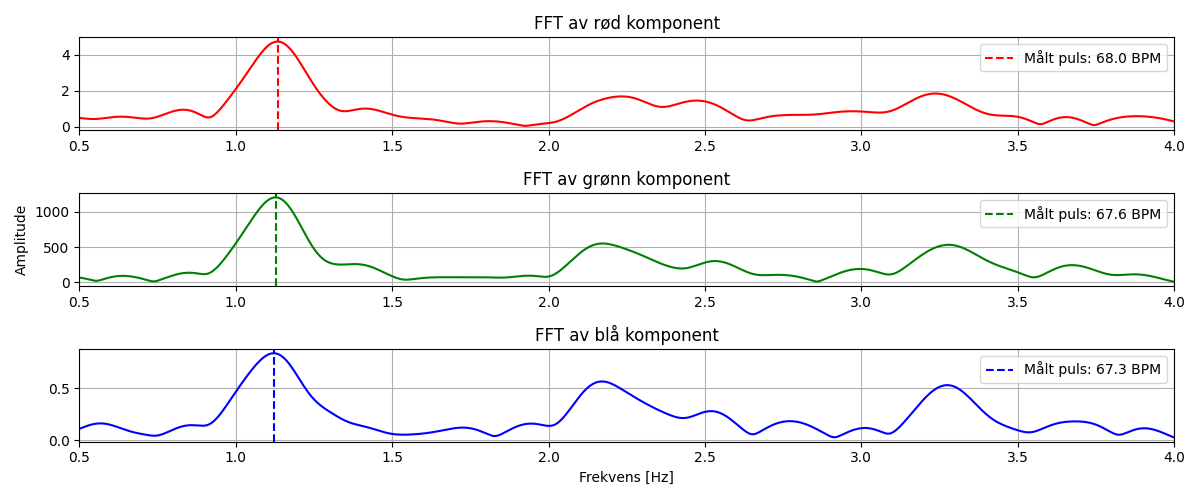 FFT av rød komponent
4
2
0
Målt puls: 68.0 BPM
0.5 1.0 1.5 2.0 2.5 3.0 3.5 4.0
FFT av grønn komponent
Amplitude
1000
500
0
Målt puls: 67.6 BPM
0.5 1.0 1.5 2.0 2.5 3.0 3.5 4.0
FFT av blå komponent
0.5
0.0
Målt puls: 67.3 BPM
0.5 1.0 1.5 2.0 2.5 3.0 3.5 4.0
Frekvens [Hz]